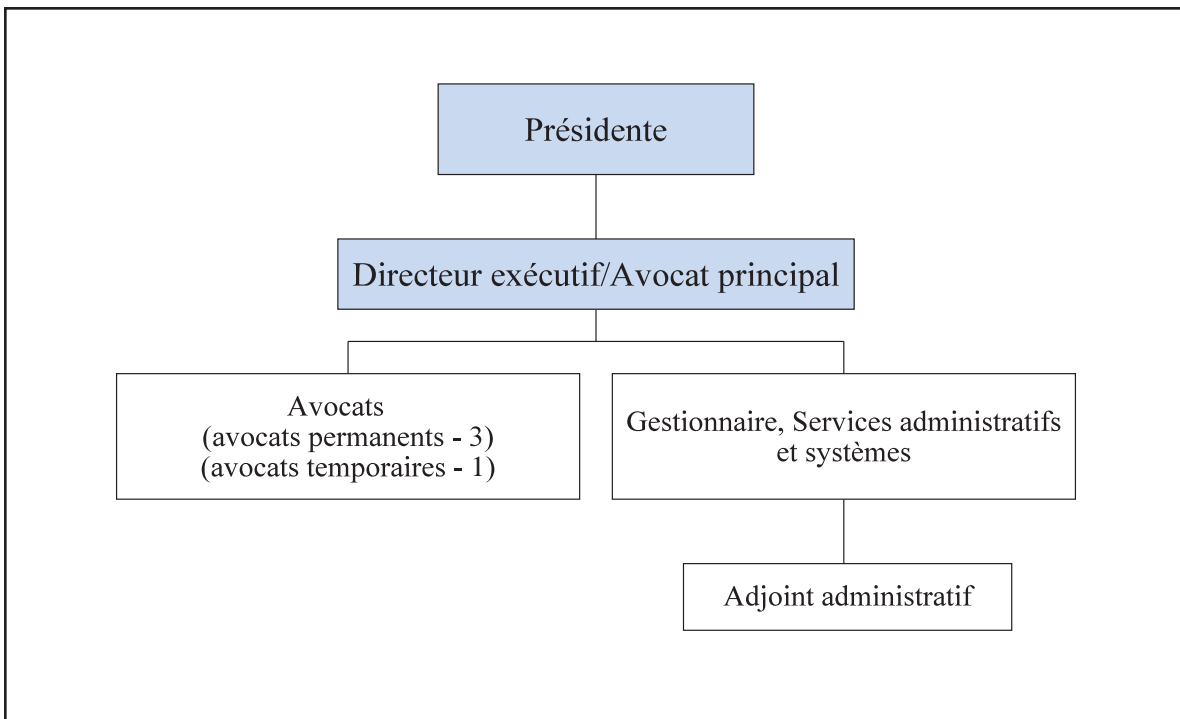 Présidente
Directeur exécutif/Avocat principal
Avocats
(avocats permanents - 3)
(avocats temporaires - 1)
Gestionnaire, Services administratifs
et systèmes
Adjoint administratif